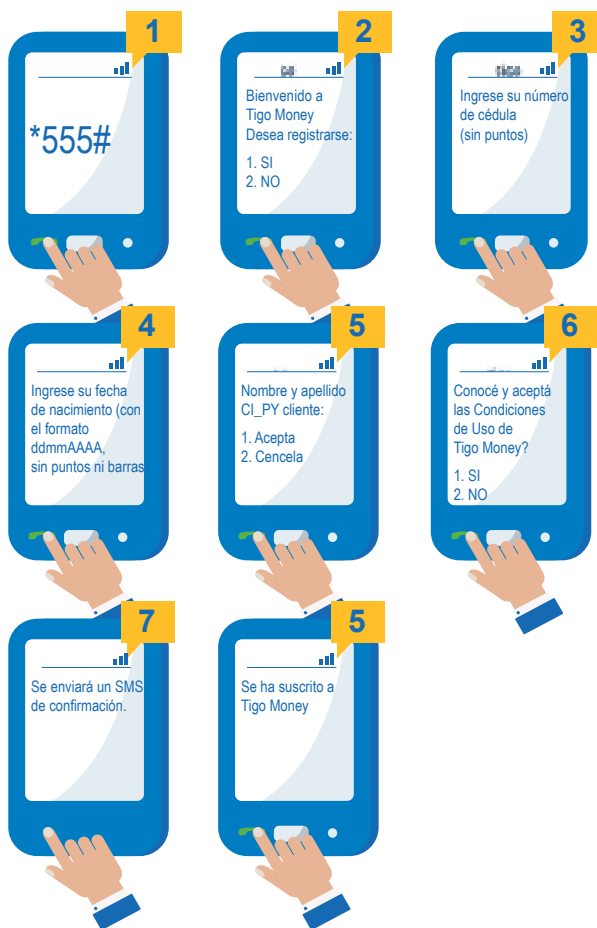 1
*555#
2
Bienvenido a
Tigo Money
Desea registrarse:
1. SI
2. NO
3
Ingrese su número
de cédula
(sin puntos)
4
Ingrese su fecha
de nacimiento (con
el formato
ddmmAAAA,
sin puntos ni barras
5
Nombre y apellido
CI_PY cliente:
1. Acepta
2. Cencela
6
Conocé y aceptá
las Condiciones
de Uso de
Tigo Money?
1. SI
2. NO
7
Se enviará un SMS
de confirmación.
5
Se ha suscrito a
Tigo Money